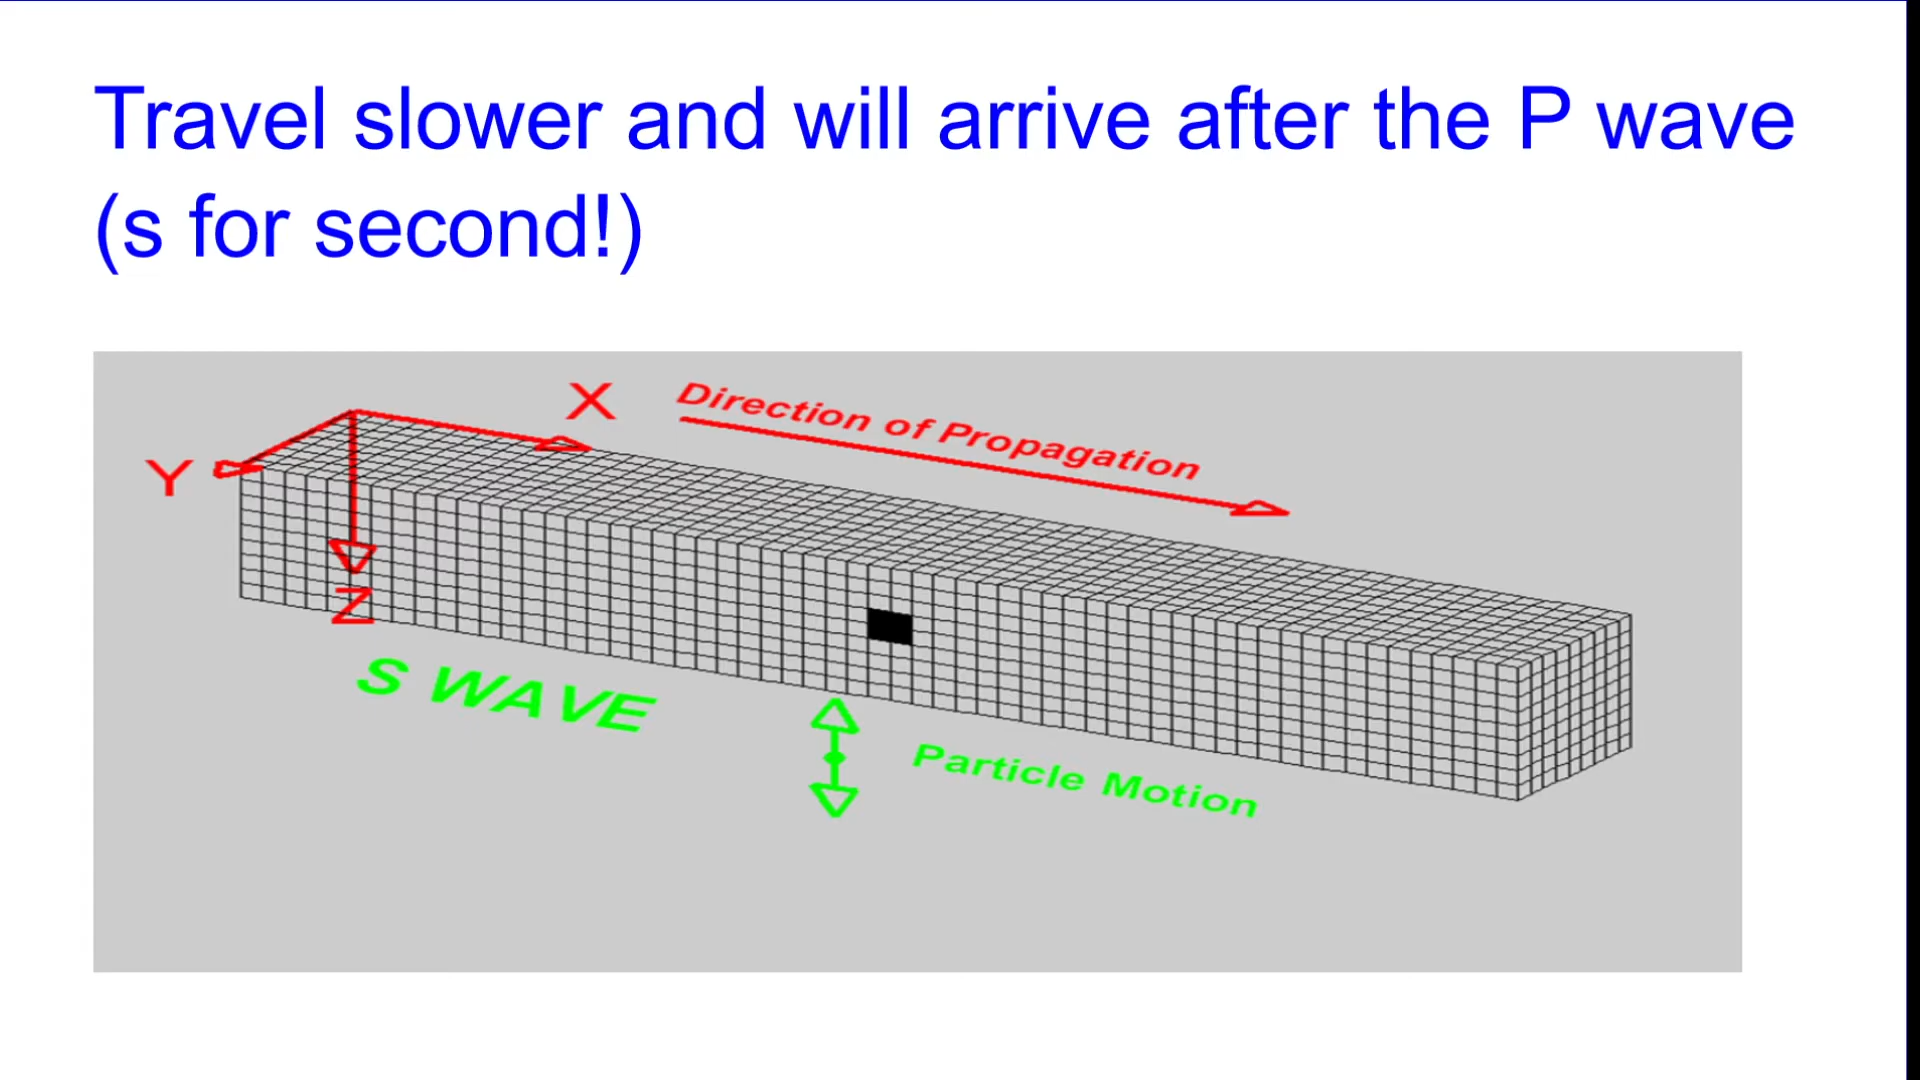 Travel slower and will arrive after the P wave
(s for second!)
X
Direction of Propagation
Y
Z
S WAVE
Particle Motion